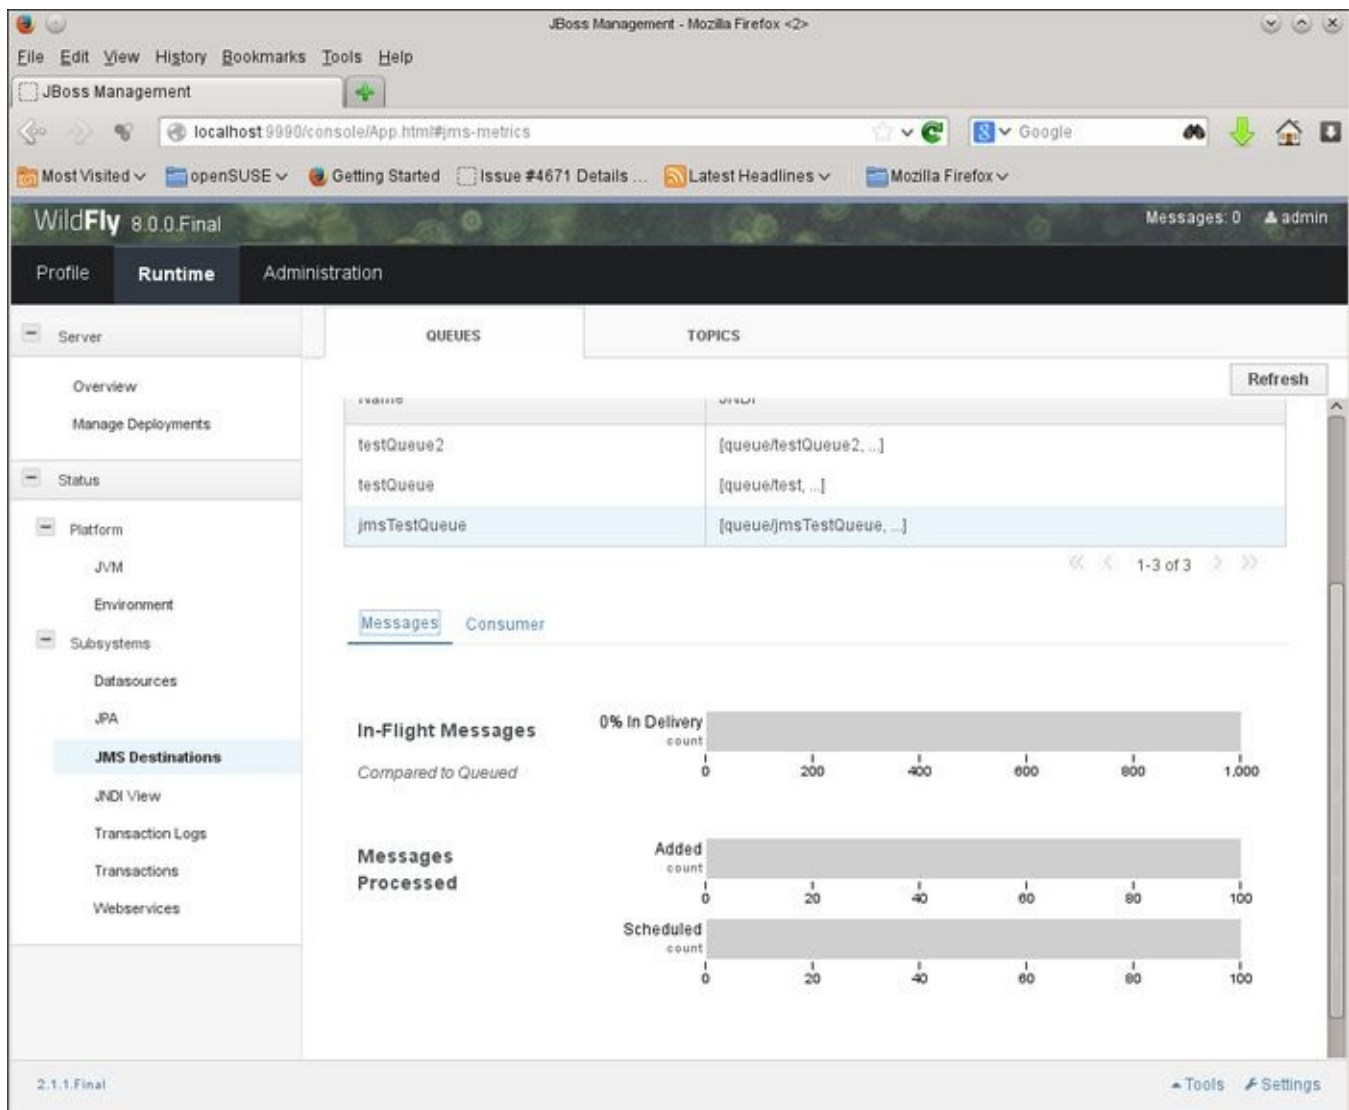 JBoss Management - Mozilla Firefox <2>
File Edit View History Bookmarks Tools Help
JBoss Management
localhost:9990/console/App.html#jms-metrics
Google
Most Visited openSUSE Getting Started Issue #4671 Details ... Latest Headlines Mozilla Firefox
WildFly 8.0.0.Final
Messages: 0 admin
Profile Runtime Administration
Server
Overview
Manage Deployments
Status
Platform
JVM
Environment
Subsystems
Datasources
JPA
JMS Destinations
JNDI View
Transaction Logs
Transactions
Webservices
QUEUES TOPICS
Refresh
Name JNDI
testQueue2 [queue/testQueue2, ...]
testQueue [queue/test, ...]
jmsTestQueue [queue/jmsTestQueue, ...]
1-3 of 3
Messages Consumer
In-Flight Messages
Compared to Queued
0% In Delivery
count
0 200 400 600 800 1,000
Messages
Processed
Added
count
0 20 40 60 80 100
Scheduled
count
0 20 40 60 80 100
2.1.1.Final
Tools Settings